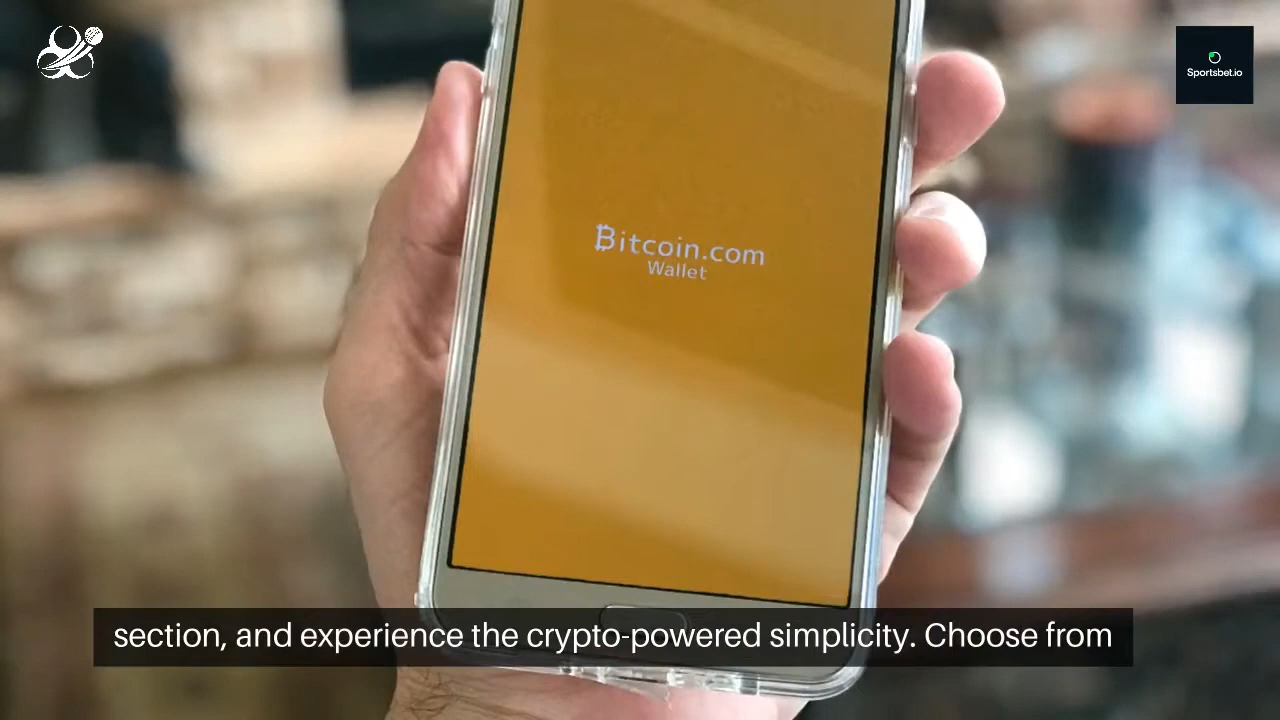 Sportsbet.io
Bitcoin.com
Wallet
section, and experience the crypto-powered simplicity. Choose from